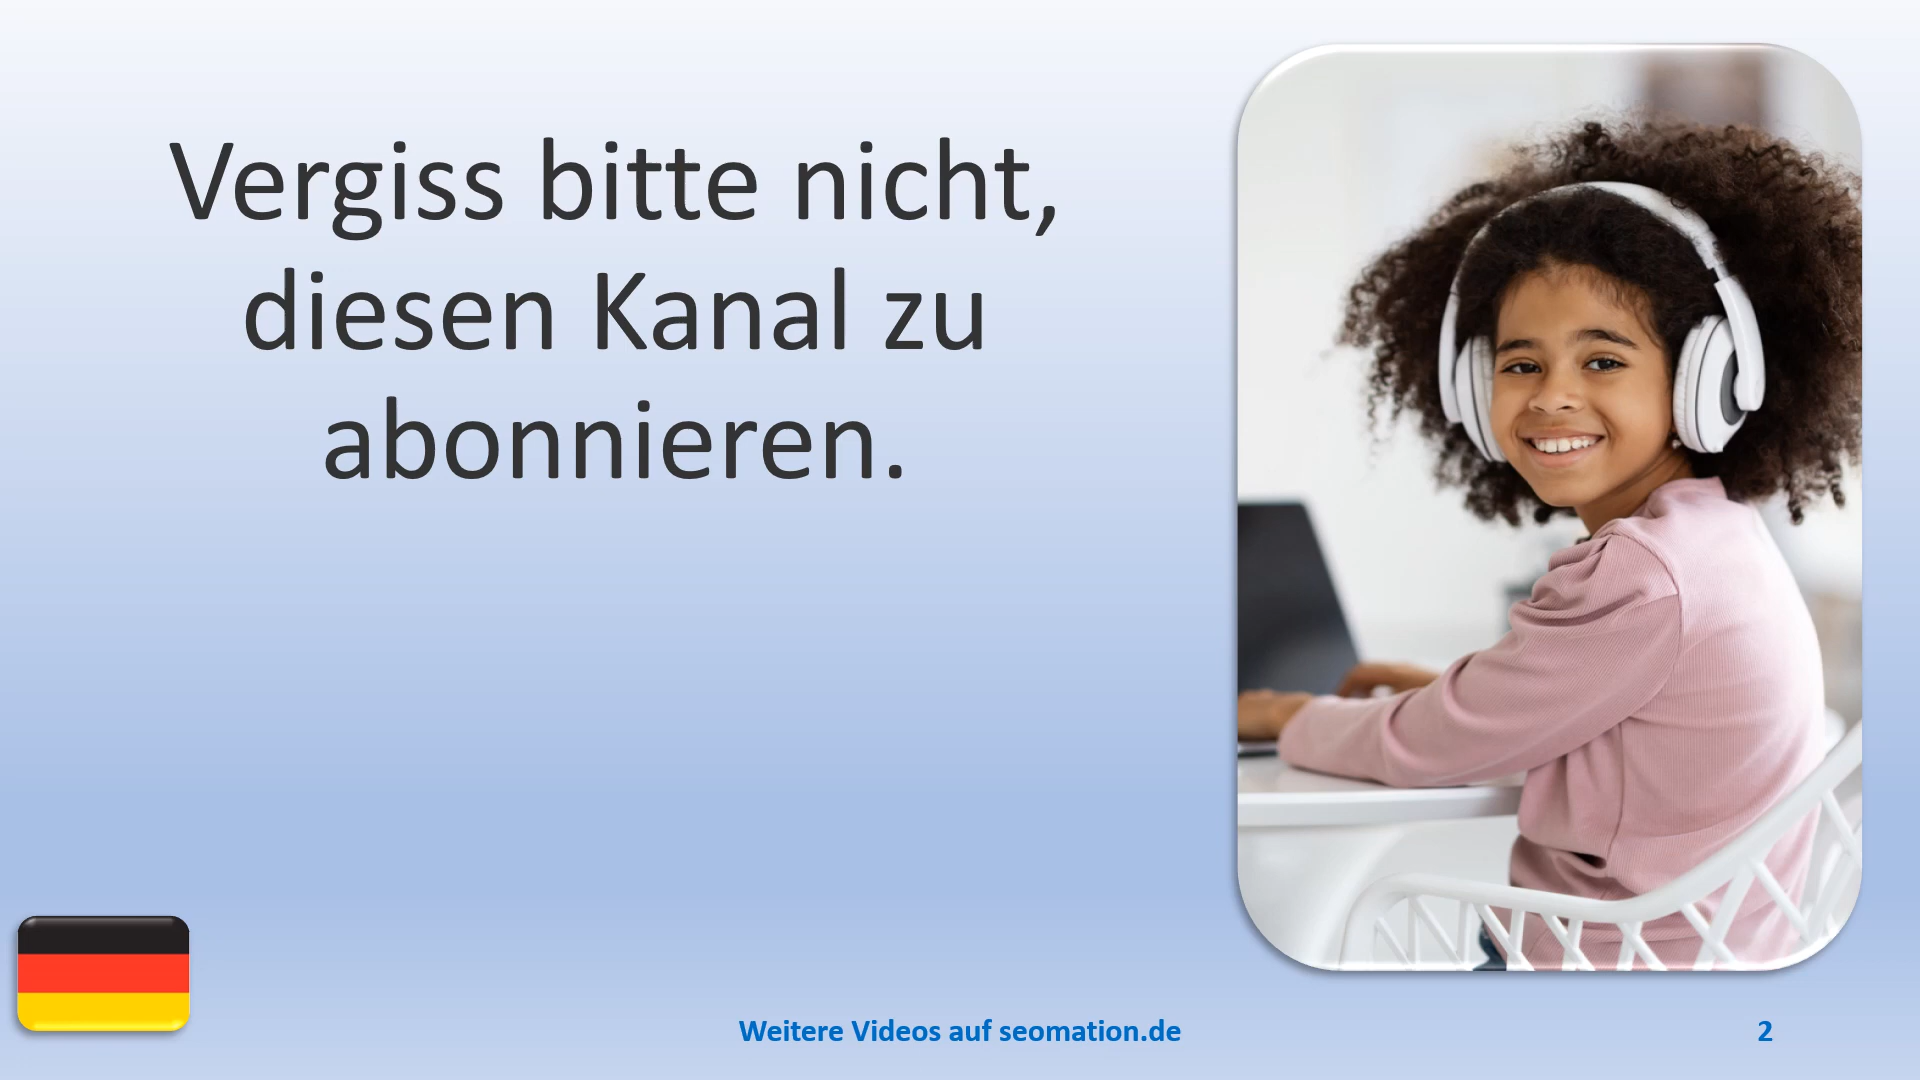 Vergiss bitte nicht,
diesen Kanal zu
abonnieren.
Weitere Videos auf seomation.de
2